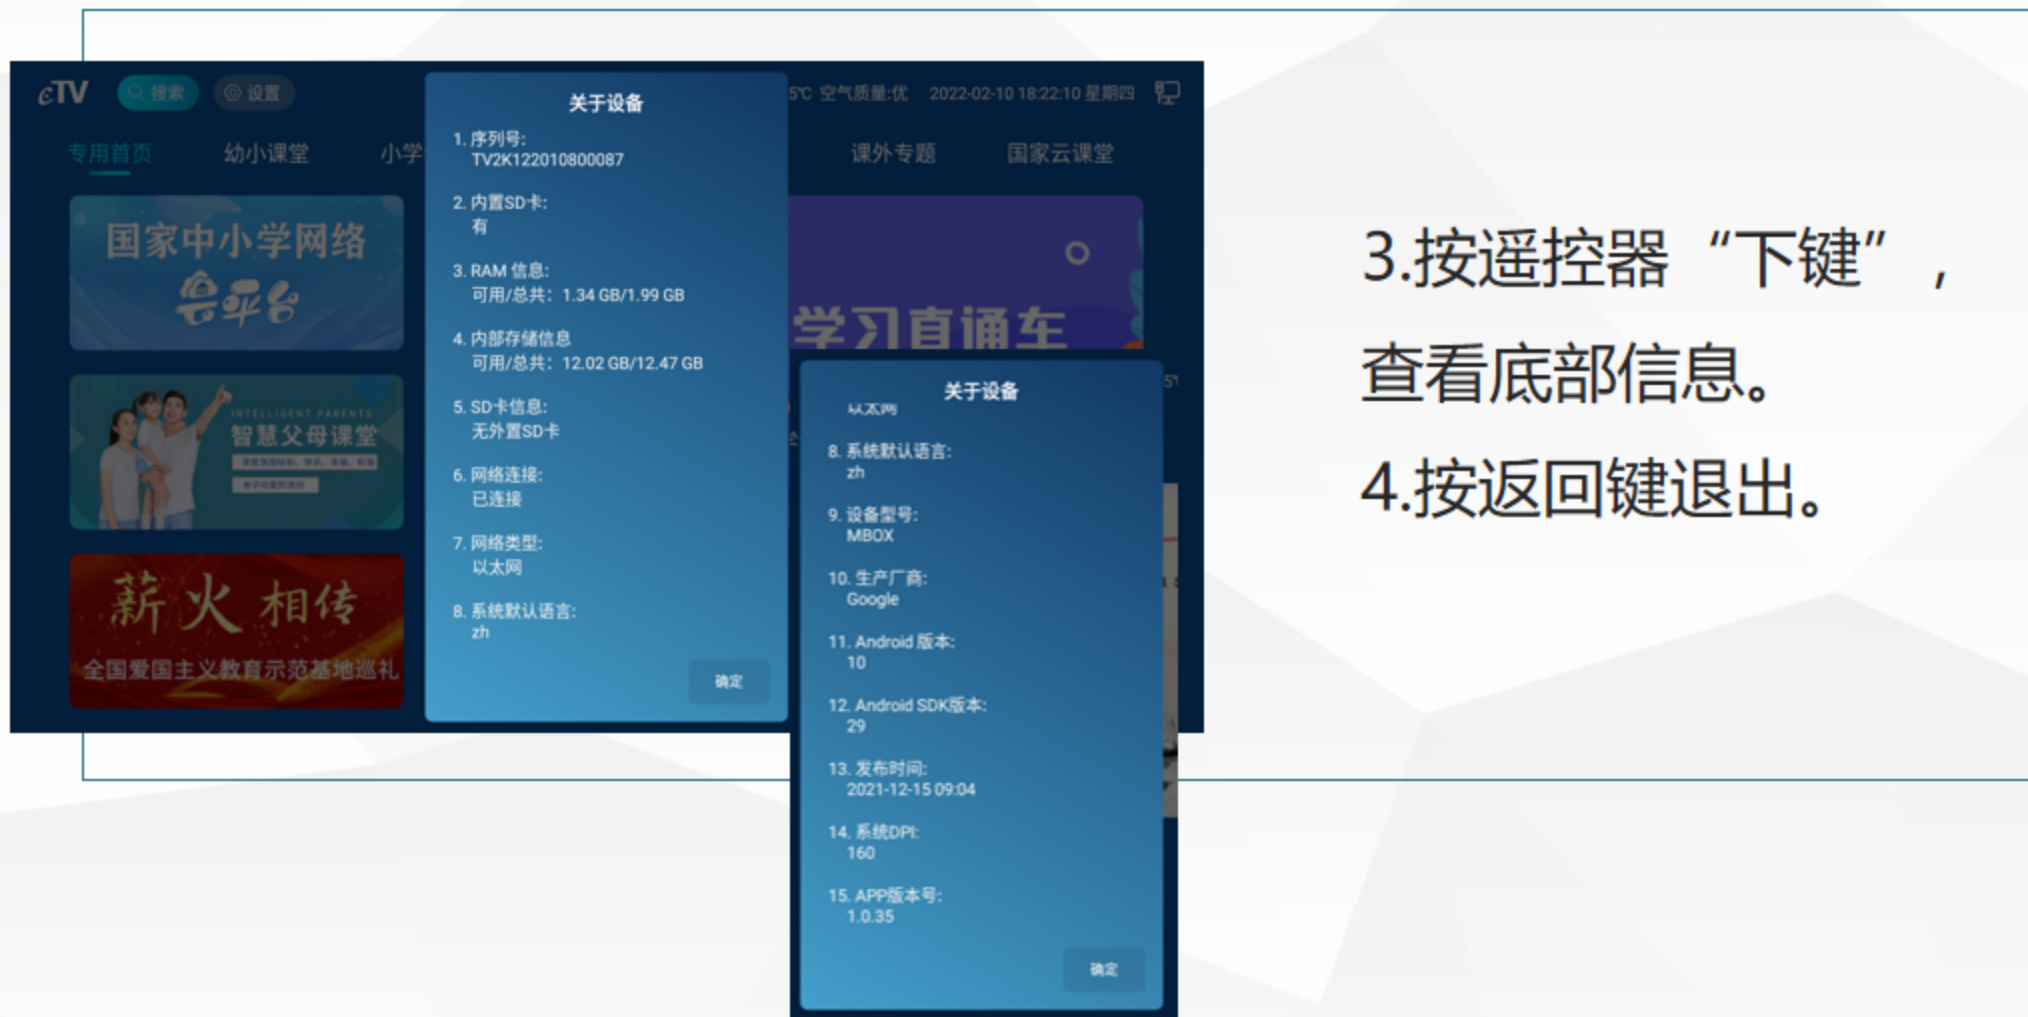 eTV
搜索
设置
5℃ 空气质量:优 2022-02-10 18:22:10 星期四
专用首页
幼小课堂
小学
课外专题
国家云课堂
国家中小学网络
云平台
INTELLIGENT PARENTS
智慧父母课堂
薪火相传
全国爱国主义教育示范基地巡礼
学习直通车
关于设备
1. 序列号:
TV2K122010800087
2. 内置SD卡:
有
3. RAM 信息:
可用/总共: 1.34 GB/1.99 GB
4. 内部存储信息
可用/总共: 12.02 GB/12.47 GB
5. SD卡信息:
无外置SD卡
6. 网络连接:
已连接
7. 网络类型:
以太网
8. 系统默认语言:
zh
确定
关于设备
以太网
8. 系统默认语言:
zh
9. 设备型号:
MBOX
10. 生产厂商:
Google
11. Android 版本:
10
12. Android SDK版本:
29
13. 发布时间:
2021-12-15 09:04
14. 系统DPI:
160
15. APP版本号:
1.0.35
确定
3.按遥控器“下键”,
查看底部信息。
4.按返回键退出。